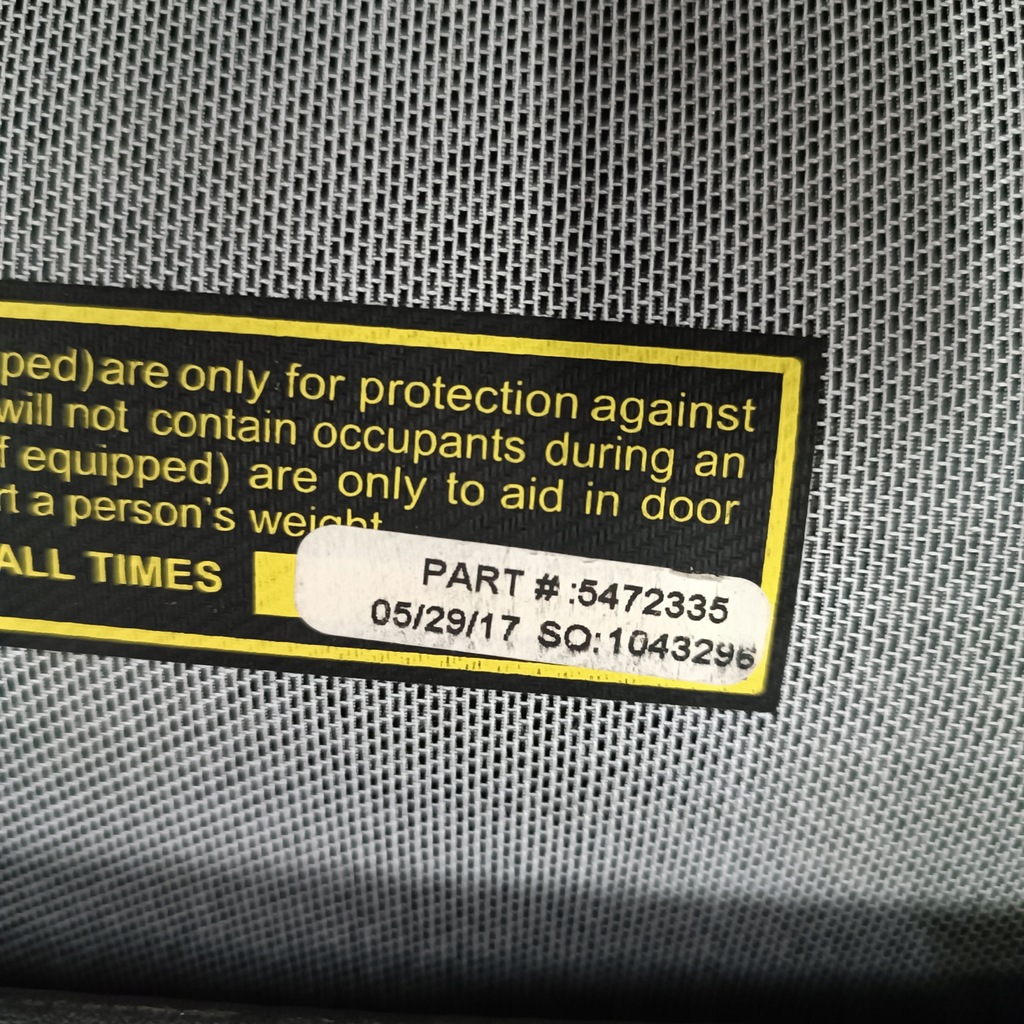 ped) are only for protection against
will not contain occupants during an
f equipped) are only to aid in door
rt a person's weight
ALL TIMES
PART # :5472335
05/29/17 SO:1043296